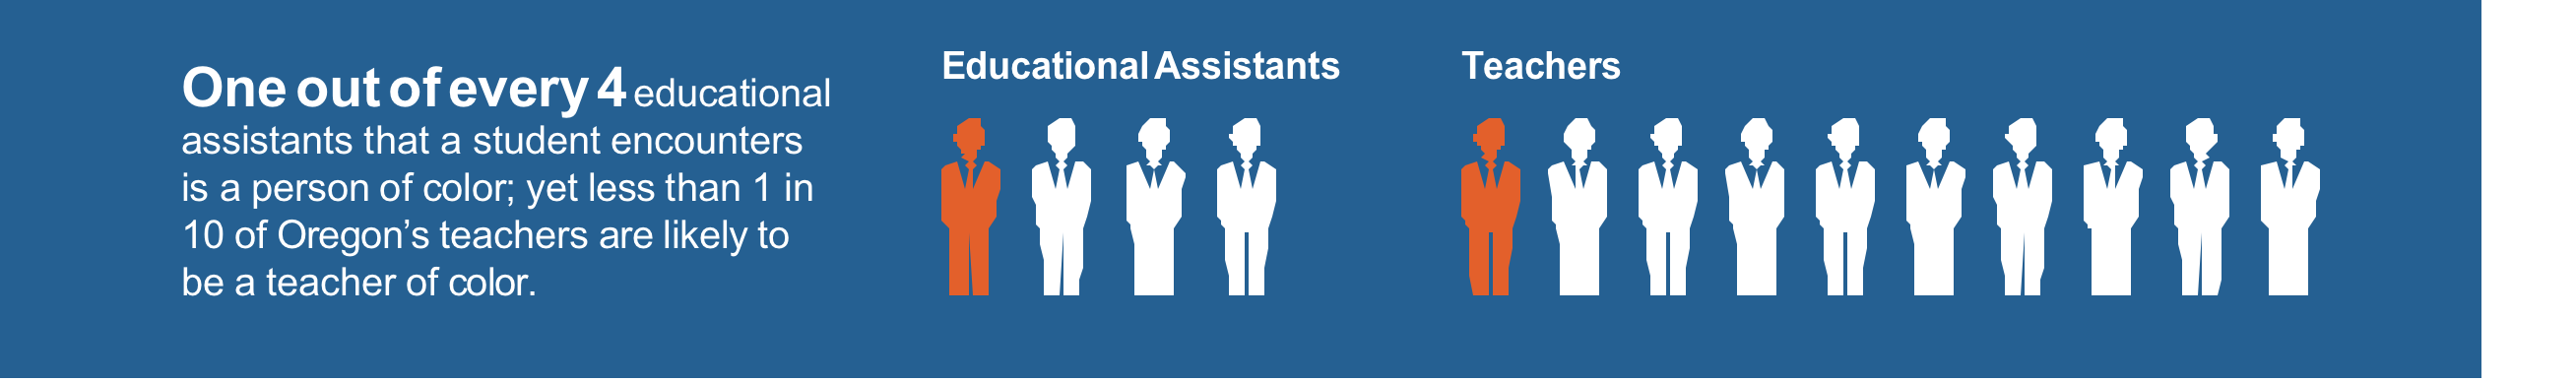 One out of every 4 educational
assistants that a student encounters
is a person of color; yet less than 1 in
10 of Oregon’s teachers are likely to
be a teacher of color.
Educational Assistants
Teachers